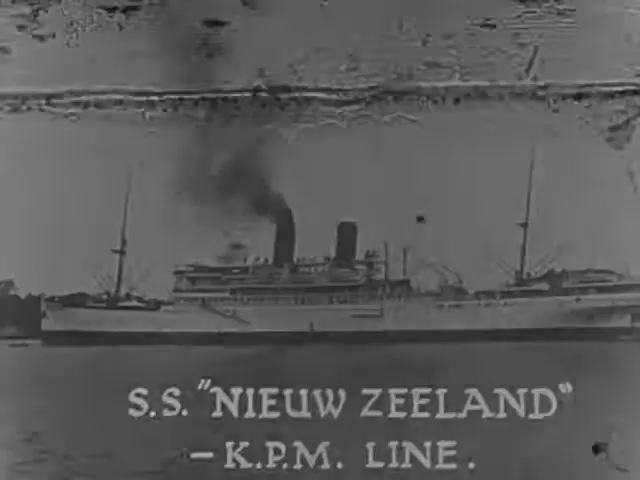 S.S. "NIEUW ZEELAND"
– K.P.M. LINE.